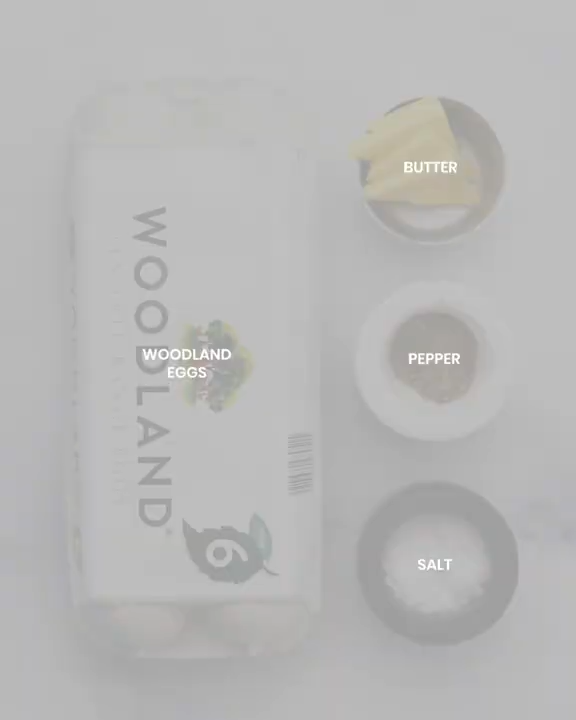 BUTTER
WOODLAND
WOODLAND
EGGS
PEPPER
6
SALT